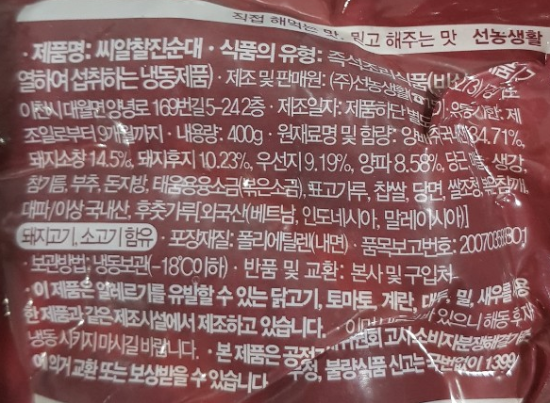 직접 해먹는 맛, 믿고 해주는 맛 선농생활
· 제품명: 씨알찰진순대 · 식품의 유형: 즉석조리식품
열하여 섭취하는 냉동제품) · 제조 및 판매원: (주)선농생활
이천시 대월면 양녕로 169번길 5-24 2층 · 제조일자: 제품하단 제
조일로부터 9개월까지 · 내용량: 400g · 원재료명 및 함량: 34.71%,
돼지소창 14.5%, 돼지후지 10.23%, 우선지 9.19%, 양파 8.58%, 당근 생강,
참기름, 부추, 돈지방, 태움용융소금(볶은소금), 표고가루, 찹쌀, 당면,
대파/이상 국내산, 후춧가루[외국산(베트남, 인도네시아, 말레이시아)]
돼지고기, 소고기 함유 · 포장재질: 폴리에틸렌(내면) · 품목보고번호:
· 보관방법: 냉동보관(-18℃이하) · 반품 및 교환: 본사 및 구입처
· 이 제품은 알레르기를 유발할 수 있는 닭고기, 토마토, 계란, 대두, 밀, 새우를
한 제품과 같은 제조시설에서 제조하고 있습니다. 있으니 해동 후 재
냉동 시키지 마시길 바랍니다. · 본 제품은
에 의거 교환 또는 보상받을 수 있습니다. 불량식품 신고는 국번없이 1399